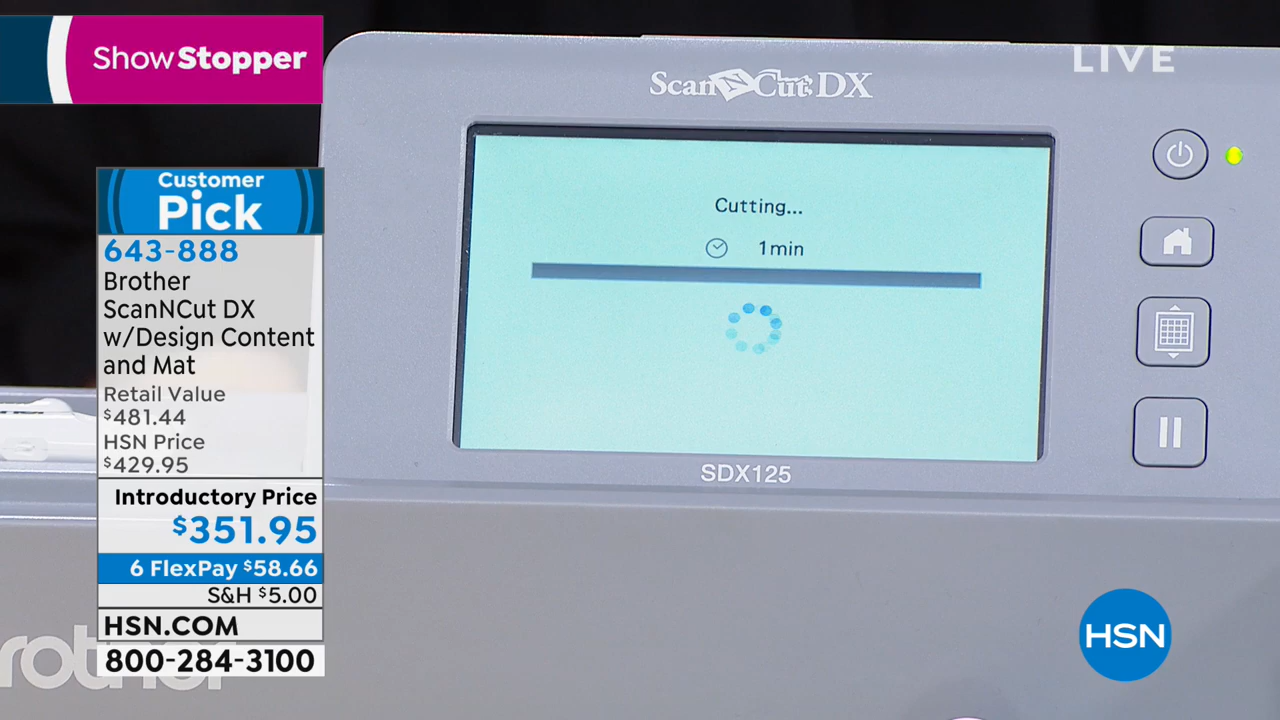 ShowStopper
LIVE
ScanNCut DX
Customer
Pick
643-888
Brother
ScanNCut DX
w/Design Content
and Mat
Retail Value
$481.44
HSN Price
$429.95
Introductory Price
$351.95
6 FlexPay $58.66
S&H $5.00
HSN.COM
800-284-3100
Cutting...
1min
SDX125
HSN